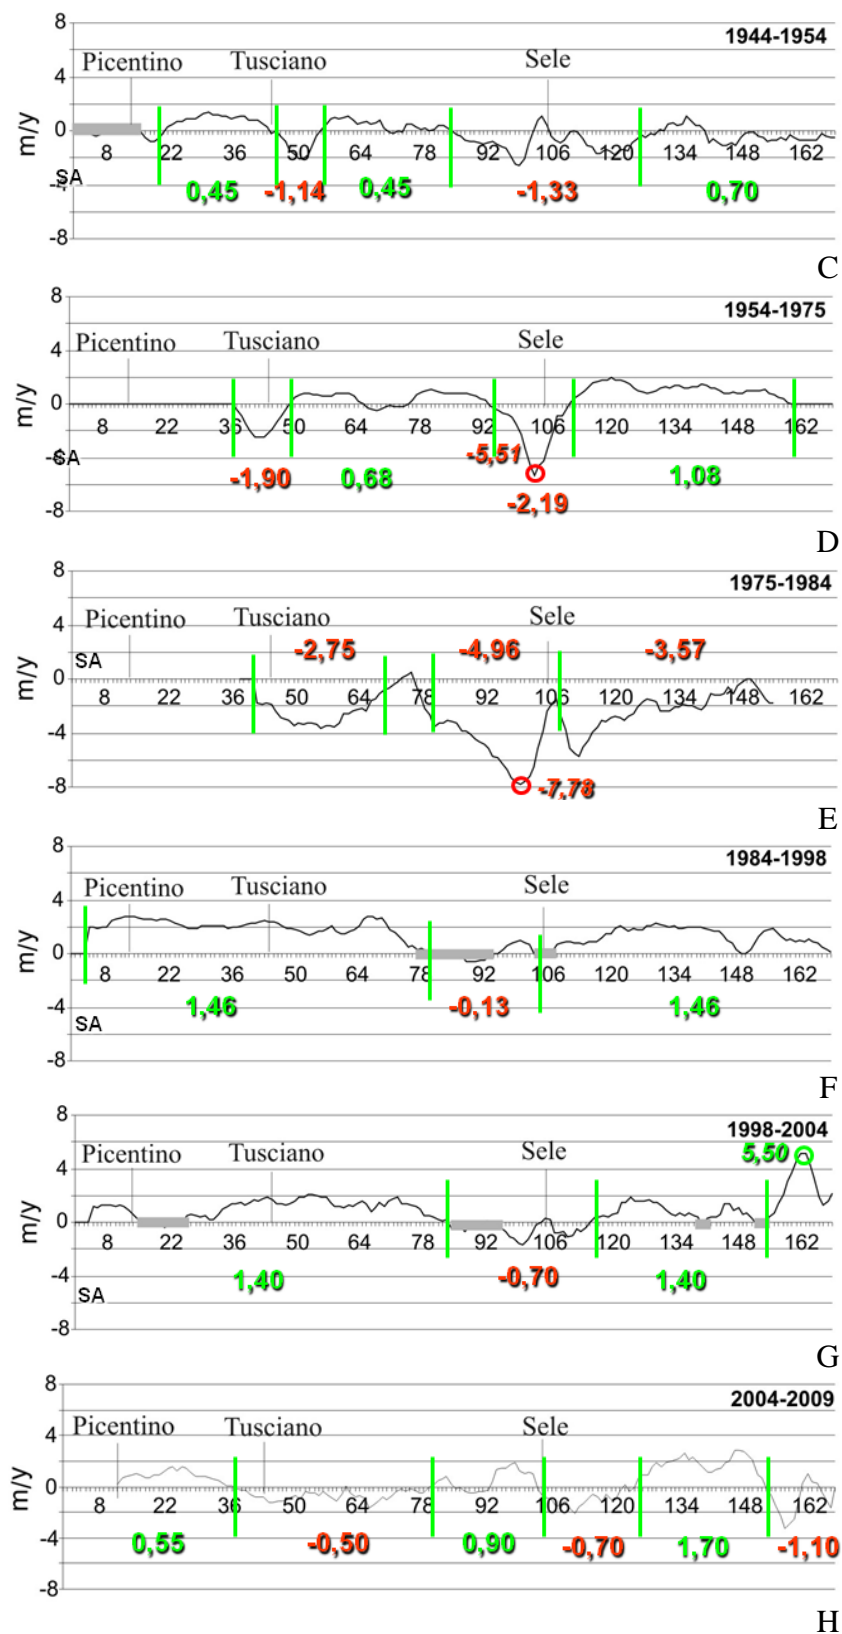 8
1944-1954
Picentino Tusciano Sele
4
m/y
0
8 22 36 50 64 78 92 106 120 134 148 162
SA
-4
0,45 -1,14 0,45 -1,33 0,70
-8
C
8
1954-1975
Picentino Tusciano Sele
4
m/y
0
8 22 36 50 64 78 92 106 120 134 148 162
-5,51
SA
-4
-1,90 0,68 1,08
-2,19
-8
D
8
1975-1984
4
Picentino Tusciano Sele
-2,75 -4,96 -3,57
SA
m/y
0
8 22 36 50 64 78 92 106 120 134 148 162
-4
-8
-7,78
E
8
1984-1998
Picentino Tusciano Sele
4
m/y
0
8 22 36 50 64 78 92 106 120 134 148 162
-4
1,46 -0,13 1,46
SA
-8
F
8
1998-2004
Picentino Tusciano Sele 5,50
4
m/y
0
8 22 36 50 64 78 92 106 120 134 148 162
-4
1,40 -0,70 1,40
SA
-8
G
8
2004-2009
Picentino Tusciano Sele
4
m/y
0
8 22 36 50 64 78 92 106 120 134 148 162
-4
0,55 -0,50 0,90 -0,70 1,70 -1,10
-8
H